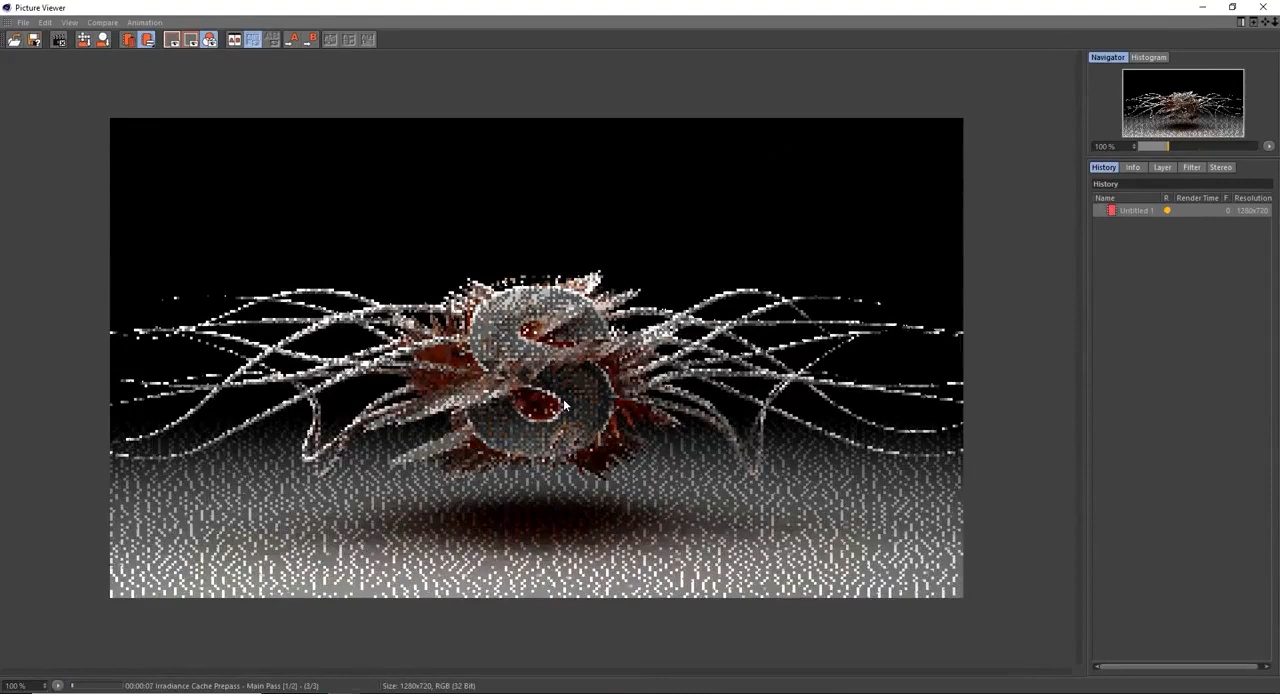 Picture Viewer
File Edit View Compare Animation
Navigator Histogram
100 %
History Info Layer Filter Stereo
History
Name R Render Time F Resolution
Untitled 1 0 1280x720
100 % 00:00:07 Irradiance Cache Prepass - Main Pass [1/2] - (3/3) Size: 1280x720, RGB (32 Bit)